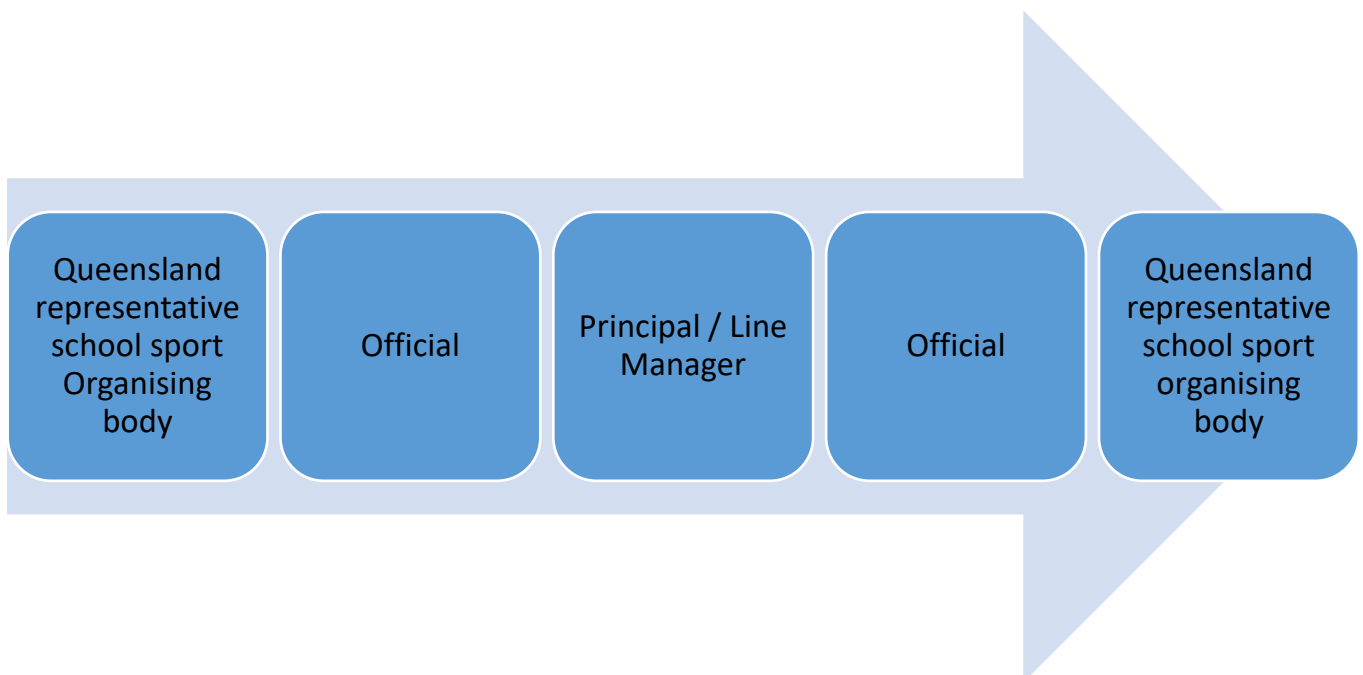 Queensland
representative
school sport
Organising
body
Official
Principal / Line
Manager
Official
Queensland
representative
school sport
organising
body